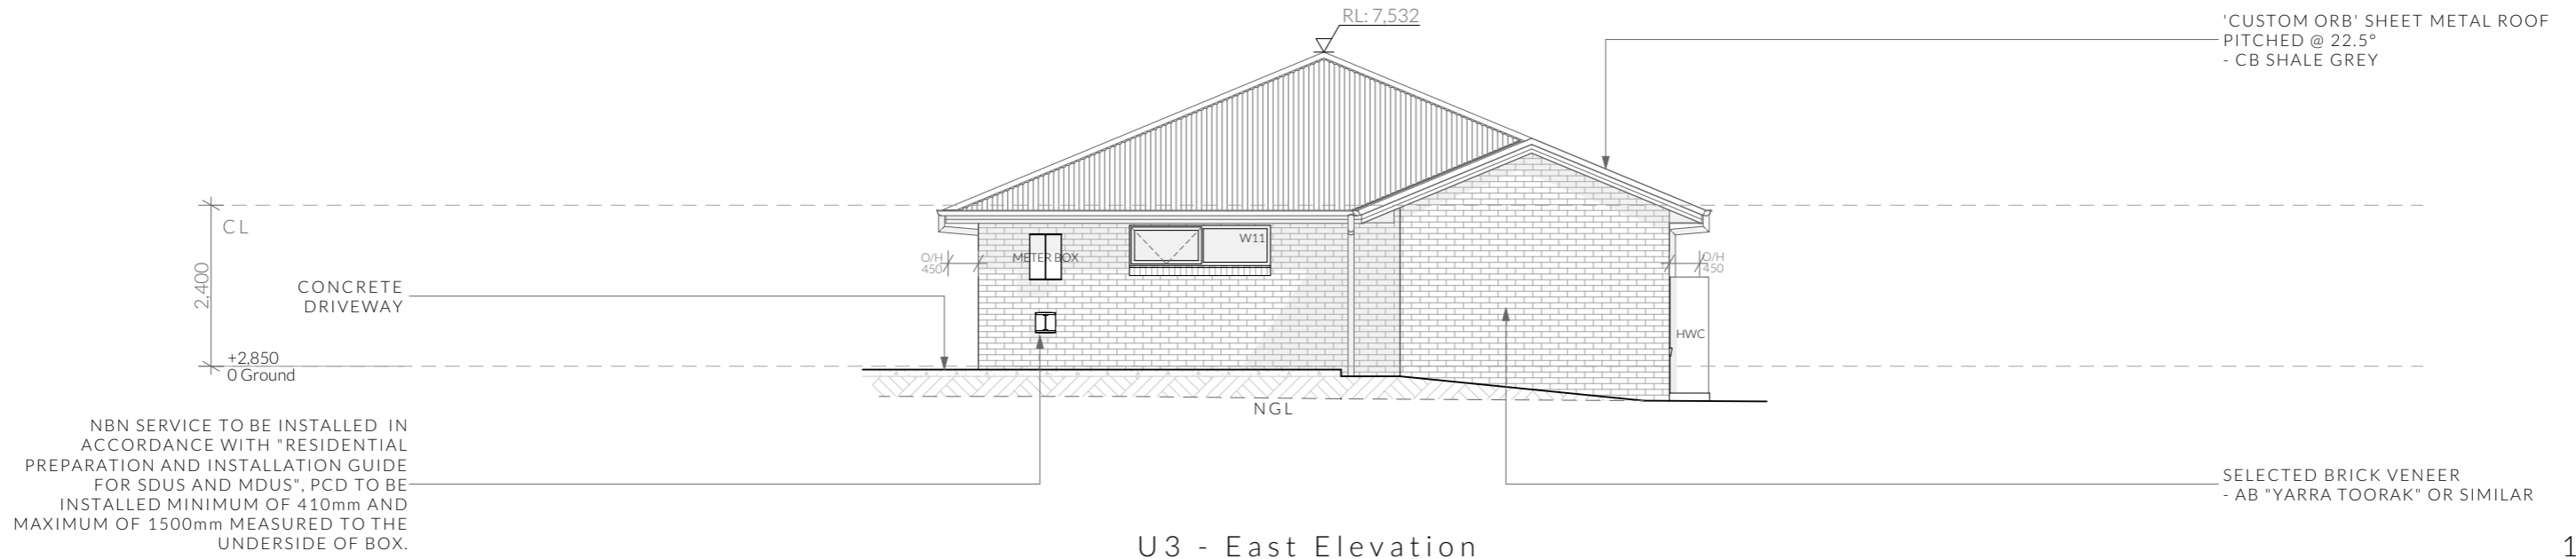 RL: 7,532
'CUSTOM ORB' SHEET METAL ROOF
PITCHED @ 22.5°
- CB SHALE GREY
CL
2,400
W11
METER BOX
O/H
450
O/H
450
CONCRETE
DRIVEWAY
HWC
+2,850
0 Ground
NGL
NBN SERVICE TO BE INSTALLED IN
ACCORDANCE WITH "RESIDENTIAL
PREPARATION AND INSTALLATION GUIDE
FOR SDUS AND MDUS", PCD TO BE
INSTALLED MINIMUM OF 410mm AND
MAXIMUM OF 1500mm MEASURED TO THE
UNDERSIDE OF BOX.
SELECTED BRICK VENEER
- AB "YARRA TOORAK" OR SIMILAR
U3 - East Elevation
1